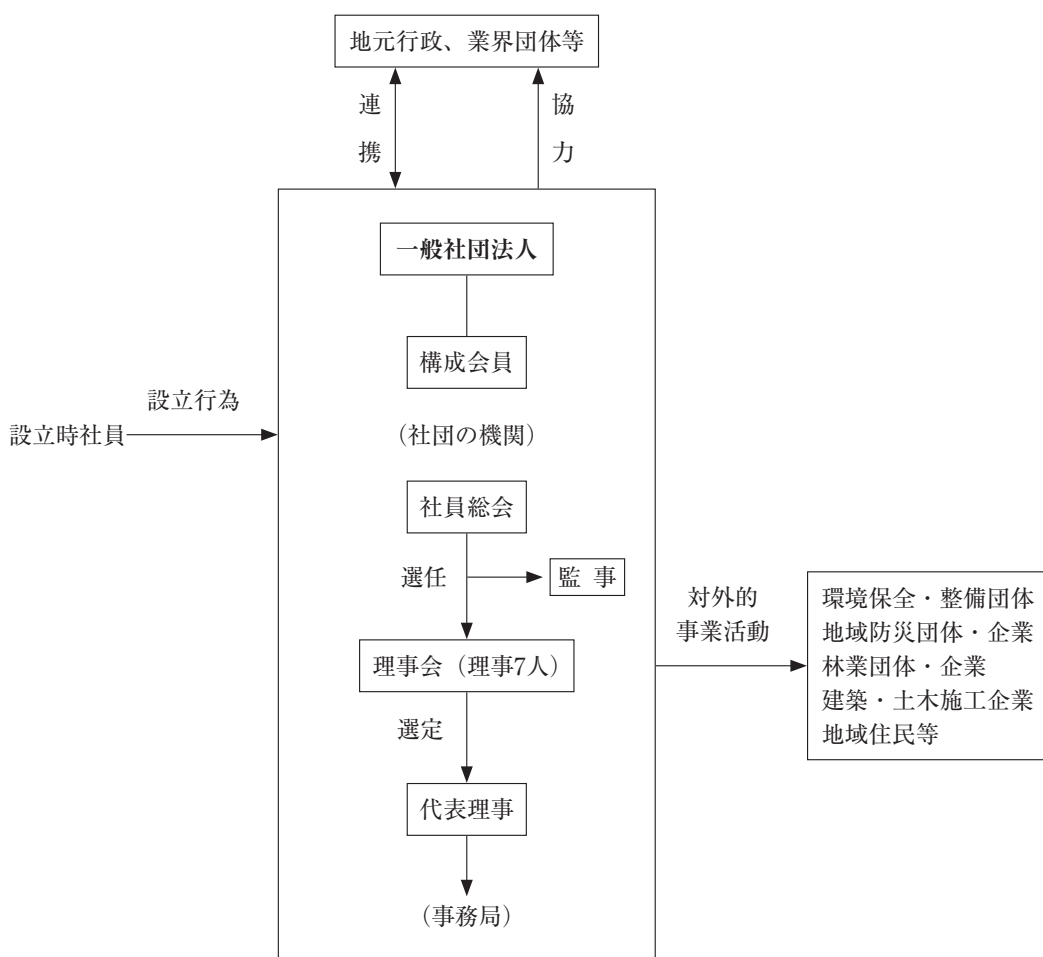 地元行政、業界団体等
連携
協力
一般社団法人
構成会員
設立行為
設立時社員
（社団の機関）
社員総会
選任
監 事
理事会（理事7人）
選定
代表理事
（事務局）
対外的
事業活動
環境保全・整備団体
地域防災団体・企業
林業団体・企業
建築・土木施工企業
地域住民等